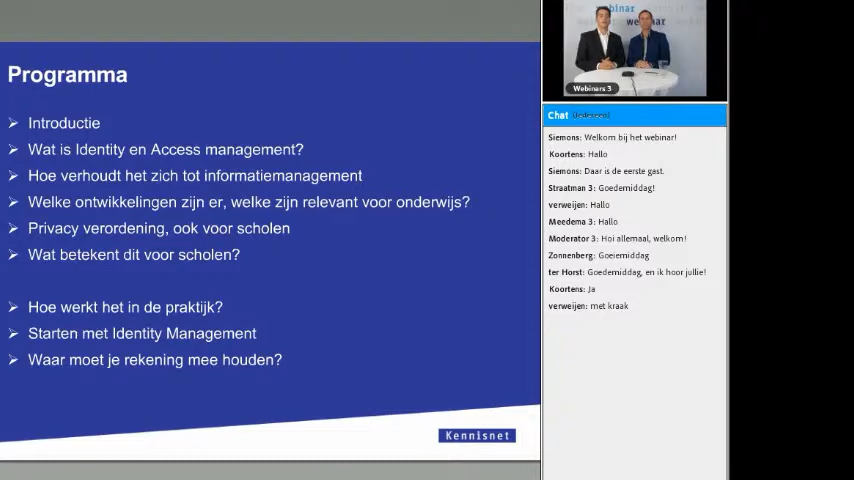 Programma
Introductie
Wat is Identity en Access management?
Hoe verhoudt het zich tot informatiemanagement
Welke ontwikkelingen zijn er, welke zijn relevant voor onderwijs?
Privacy verordening, ook voor scholen
Wat betekent dit voor scholen?
Hoe werkt het in de praktijk?
Starten met Identity Management
Waar moet je rekening mee houden?
Kennisnet
webinar
webinar
Webinars 3
Chat (Iedereen)
Siemons: Welkom bij het webinar!
Koortens: Hallo
Siemons: Daar is de eerste gast.
Straatman 3: Goedemiddag!
verweijen: Hallo
Meedema 3: Hallo
Moderator 3: Hoi allemaal, welkom!
Zonnenberg: Goeiemiddag
ter Horst: Goedemiddag, en ik hoor jullie!
Koortens: Ja
verweijen: met kraak